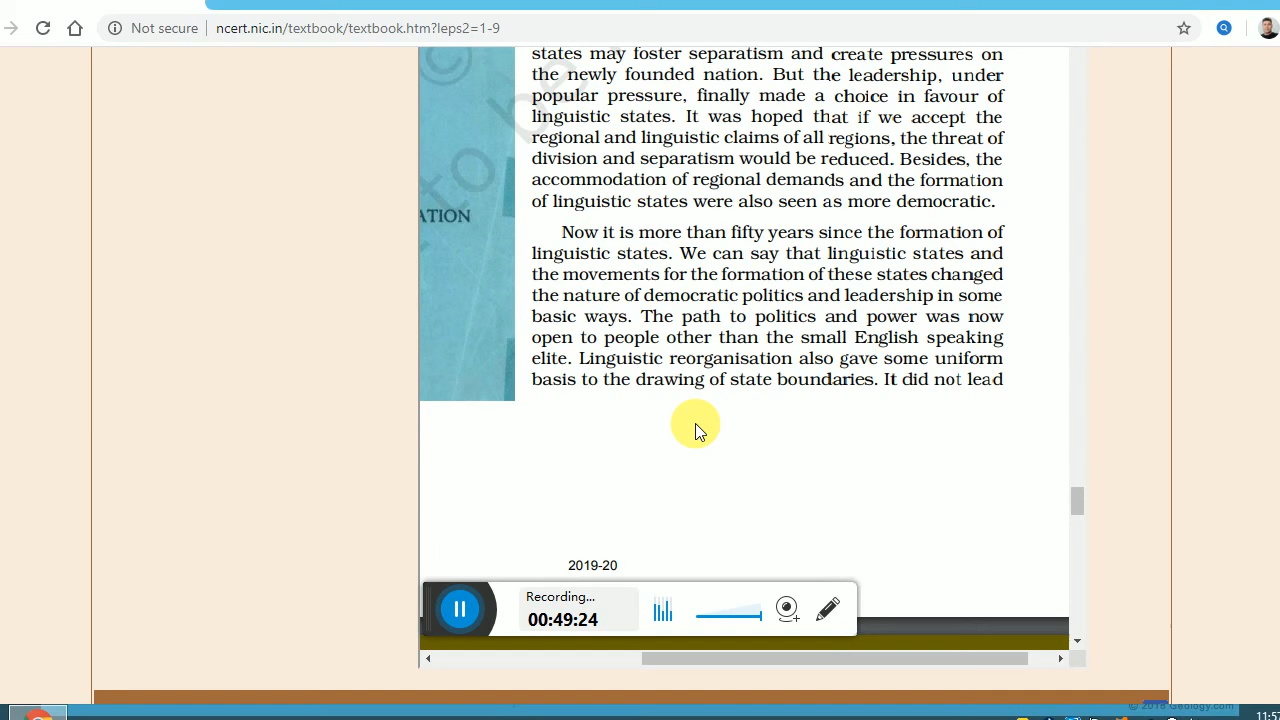 Not secure
ncert.nic.in/textbook/textbook.htm?leps2=1-9
states may foster separatism and create pressures on
the newly founded nation. But the leadership, under
popular pressure, finally made a choice in favour of
linguistic states. It was hoped that if we accept the
regional and linguistic claims of all regions, the threat of
division and separatism would be reduced. Besides, the
accommodation of regional demands and the formation
of linguistic states were also seen as more democratic.
Now it is more than fifty years since the formation of
linguistic states. We can say that linguistic states and
the movements for the formation of these states changed
the nature of democratic politics and leadership in some
basic ways. The path to politics and power was now
open to people other than the small English speaking
elite. Linguistic reorganisation also gave some uniform
basis to the drawing of state boundaries. It did not lead
ATION
© to be
2019-20
Recording...
00:49:24
© 2018 Geology.com